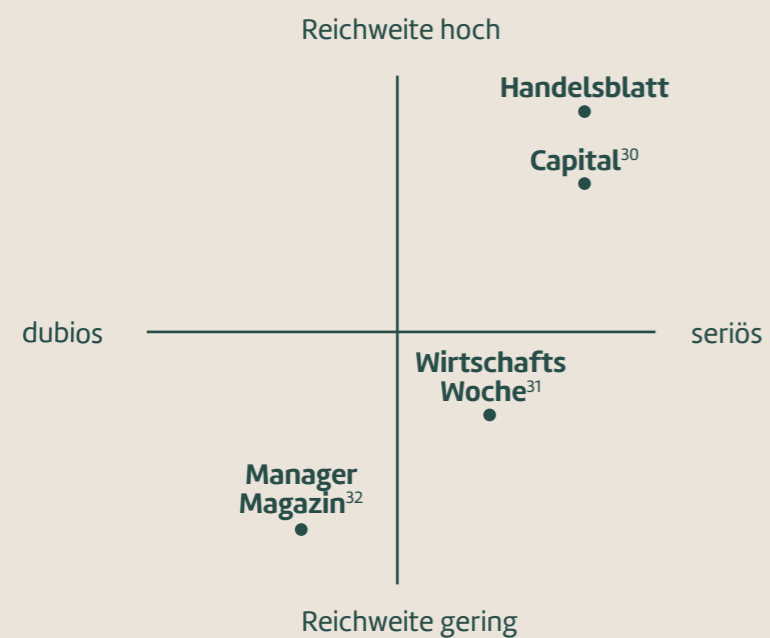 Reichweite hoch
Handelsblatt
Capital30
dubios
seriös
Wirtschafts
Woche31
Manager
Magazin32
Reichweite gering